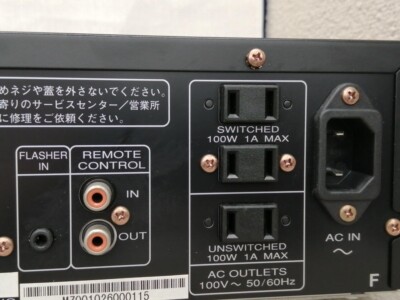 めネジや蓋を外さないでください。
寄りのサービスセンター／営業所
に修理をご依頼ください。
FLASHER
IN
REMOTE
CONTROL
IN
OUT
SWITCHED
100W 1A MAX
UNSWITCHED
100W 1A MAX
AC OUTLETS
100V～ 50/60Hz
AC IN ～
F
MZ001026000115